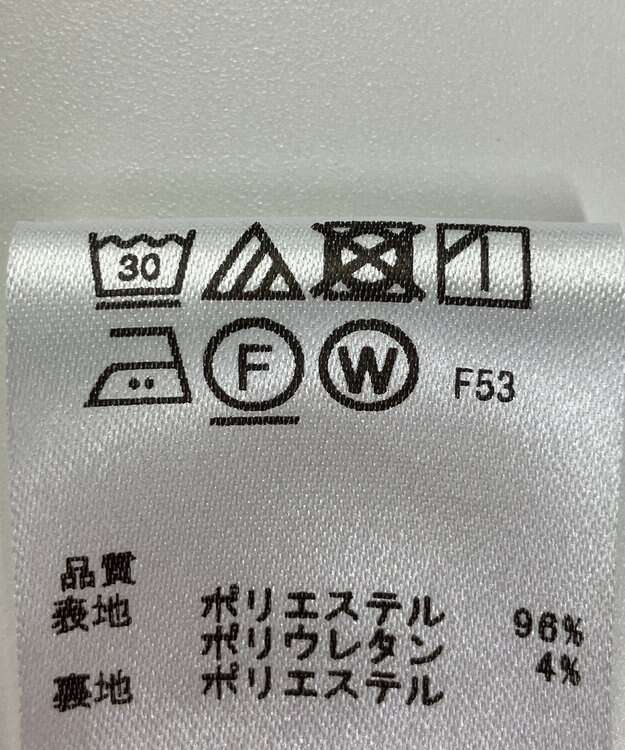 30
F W F53
品質
表地 ポリエステル 96%
ポリウレタン 4%
裏地 ポリエステル